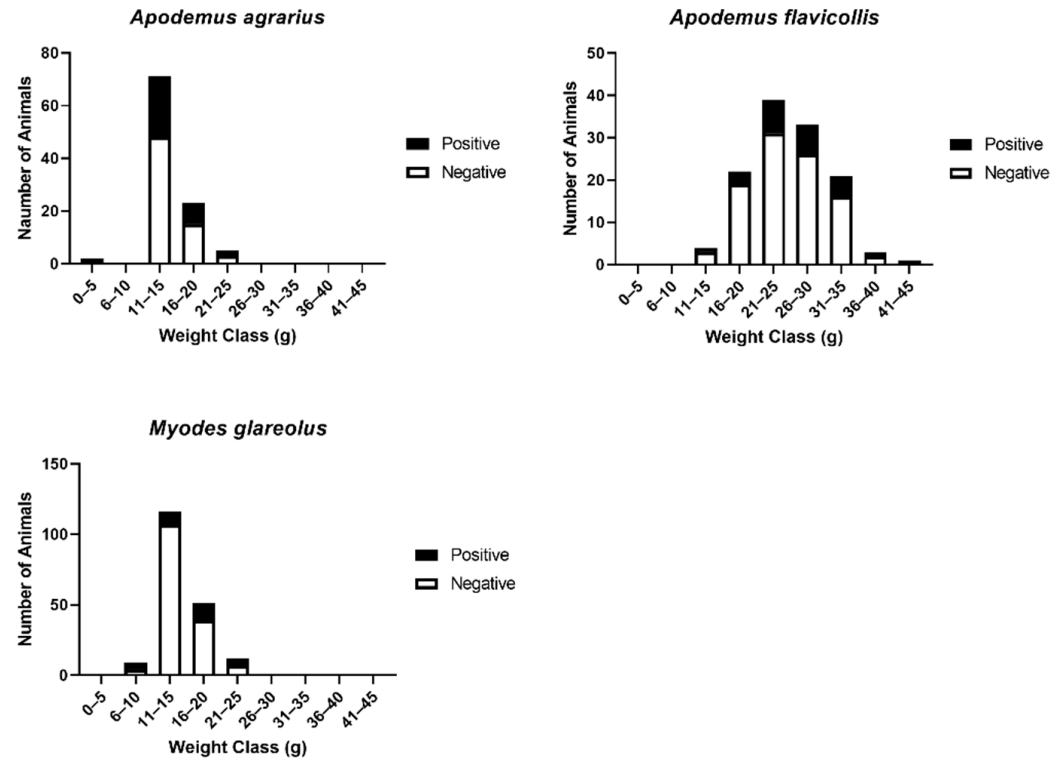 Apodemus agrarius
80
60
40
20
0
Naumber of Animals
0–5
6–10
11–15
16–20
21–25
26–30
31–35
36–40
41–45
Weight Class (g)
Positive
Negative
Apodemus flavicollis
50
40
30
20
10
0
Number of Animals
0–5
6–10
11–15
16–20
21–25
26–30
31–35
36–40
41–45
Weight Class (g)
Positive
Negative
Myodes glareolus
150
100
50
0
Number of Animals
0–5
6–10
11–15
16–20
21–25
26–30
31–35
36–40
41–45
Weight Class (g)
Positive
Negative